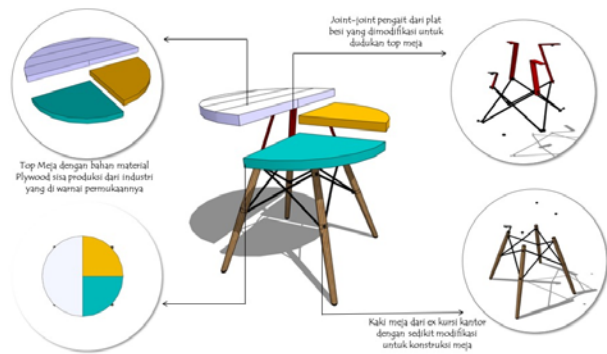 Joint-joint pengait dari plat
besi yang dimodifikasi untuk
dudukan top meja
Top Meja dengan bahan material
Plywood sisa produksi dari industri
yang di warnai permukaannya
Kaki meja dari ex kursi kantor
dengan sedikit modifikasi
untuk konstruksi meja